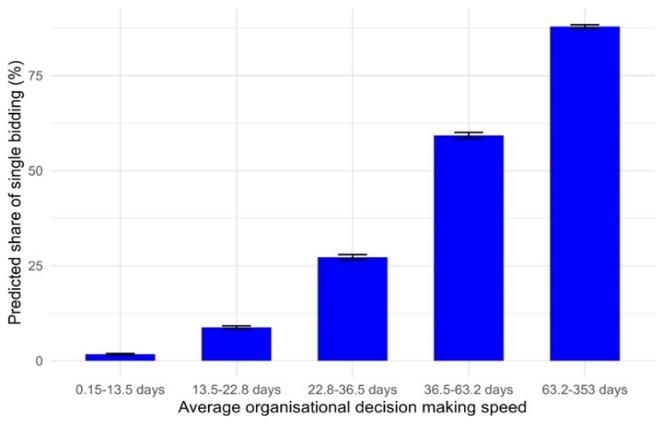 Predicted share of single bidding (%)
75
50
25
0
0.15-13.5 days
13.5-22.8 days
22.8-36.5 days
36.5-63.2 days
63.2-353 days
Average organisational decision making speed